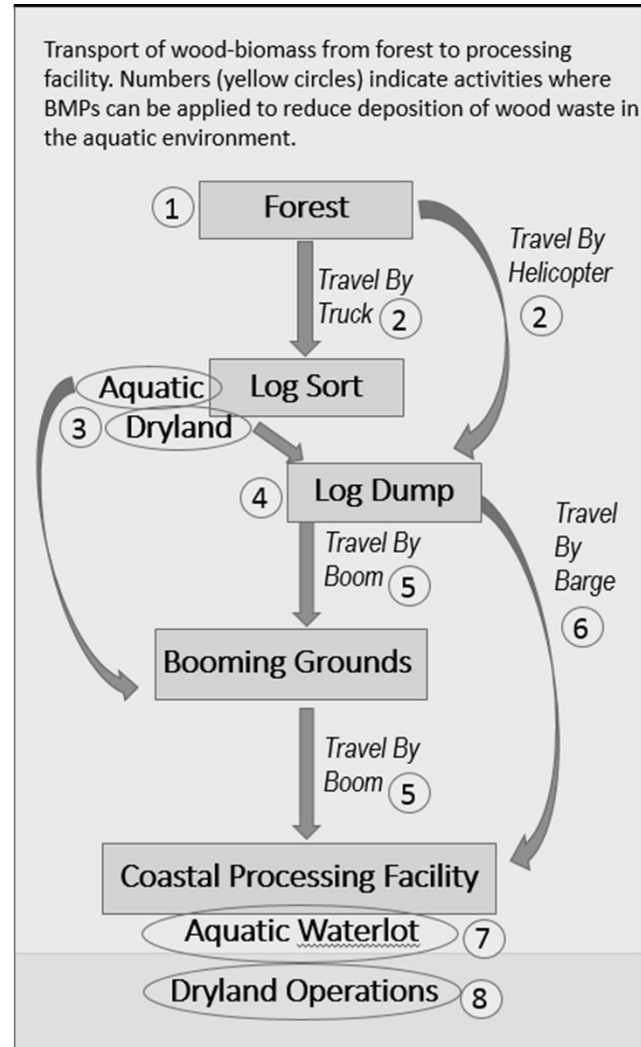 Transport of wood-biomass from forest to processing
facility. Numbers (yellow circles) indicate activities where
BMPs can be applied to reduce deposition of wood waste in
the aquatic environment.
1
Forest
Travel By
Helicopter
2
Travel By
Truck 2
Aquatic
Log Sort
3
Dryland
4
Log Dump
Travel By
Boom 5
Travel
By
Barge
6
Booming Grounds
Travel By
Boom 5
Coastal Processing Facility
Aquatic Waterlot 7
Dryland Operations 8